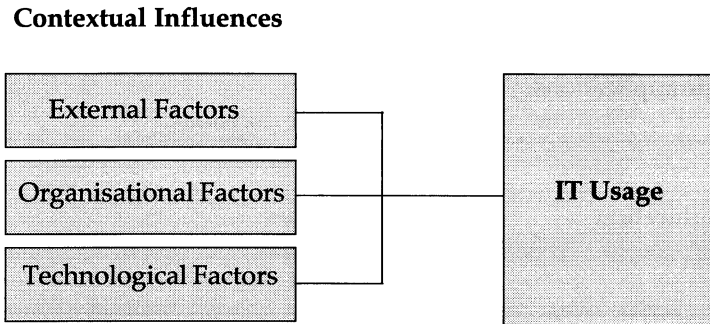 Contextual Influences
External Factors
Organisational Factors
IT Usage
Technological Factors